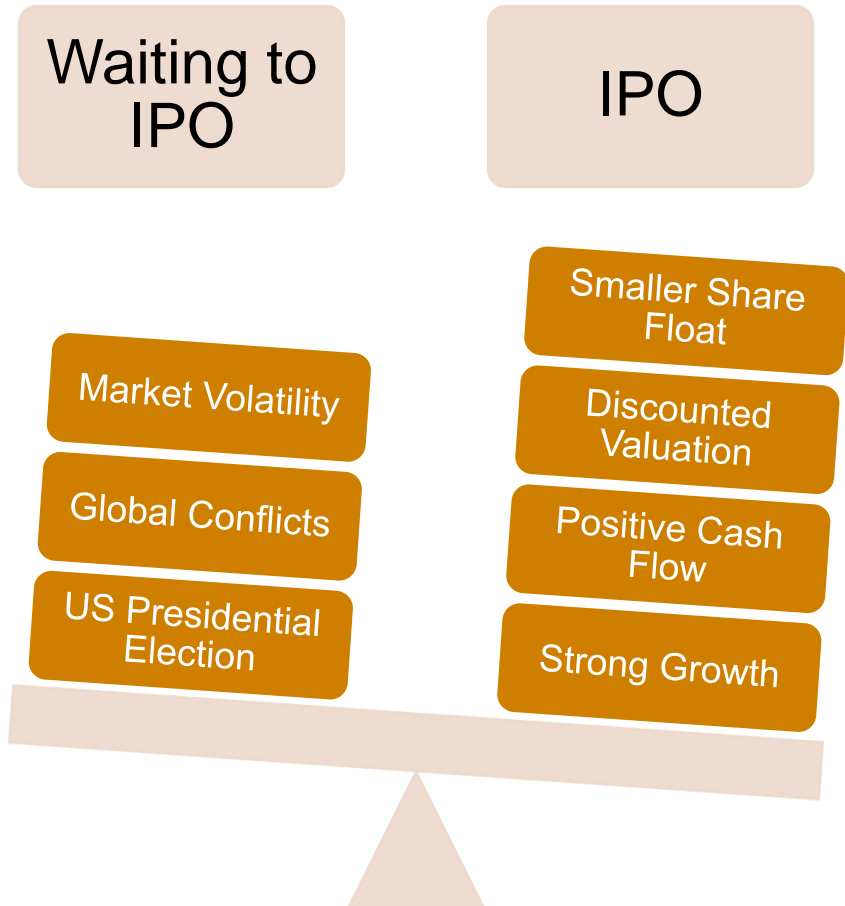 Waiting to
IPO
IPO
Market Volatility
Global Conflicts
US Presidential
Election
Smaller Share
Float
Discounted
Valuation
Positive Cash
Flow
Strong Growth